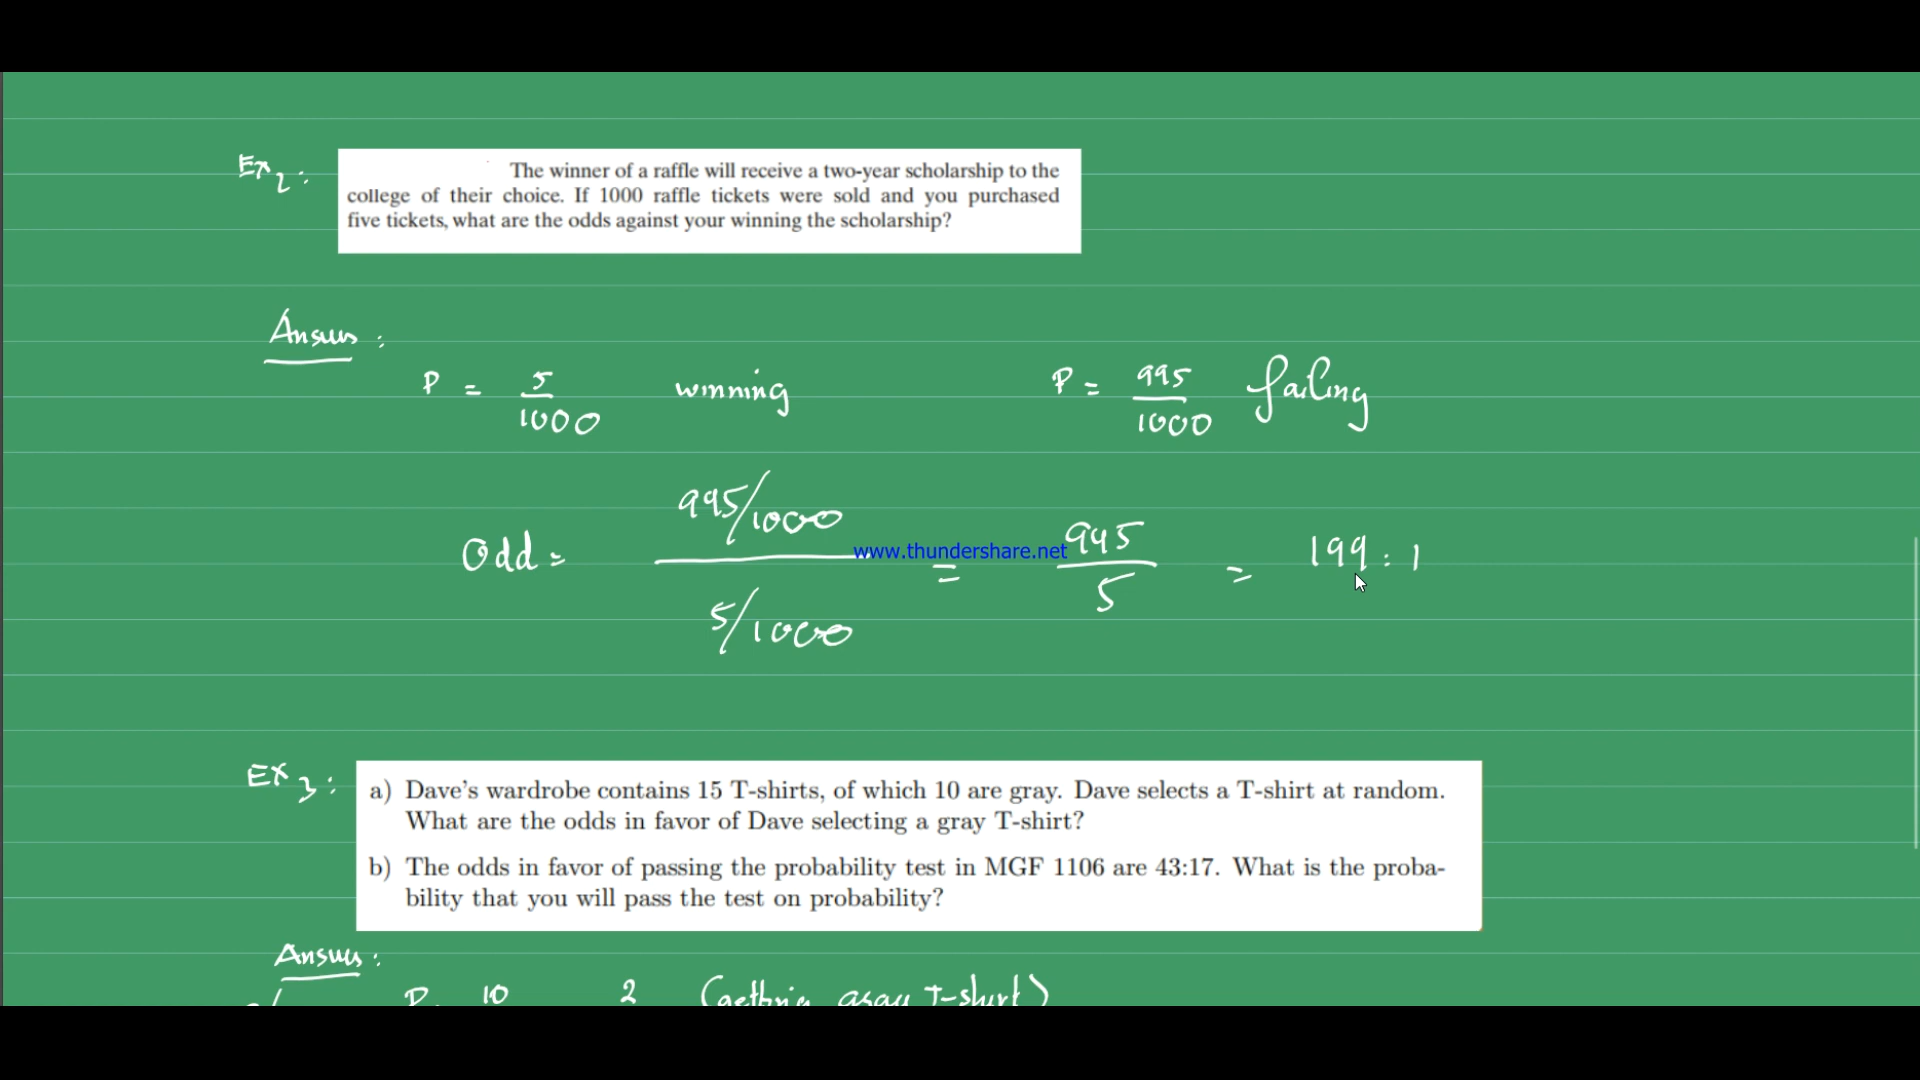 Ex 2:
The winner of a raffle will receive a two-year scholarship to the
college of their choice. If 1000 raffle tickets were sold and you purchased
five tickets, what are the odds against your winning the scholarship?
Answer:
P = 5/1000 winning P = 995/1000 failing
Odd = 995/1000 / 5/1000 = 995/5 = 199 : 1
www.thundershare.net
Ex 3:
a) Dave's wardrobe contains 15 T-shirts, of which 10 are gray. Dave selects a T-shirt at random.
What are the odds in favor of Dave selecting a gray T-shirt?
b) The odds in favor of passing the probability test in MGF 1106 are 43:17. What is the proba-
bility that you will pass the test on probability?
Answer:
P 10 2 (getting a gray T-shirt)